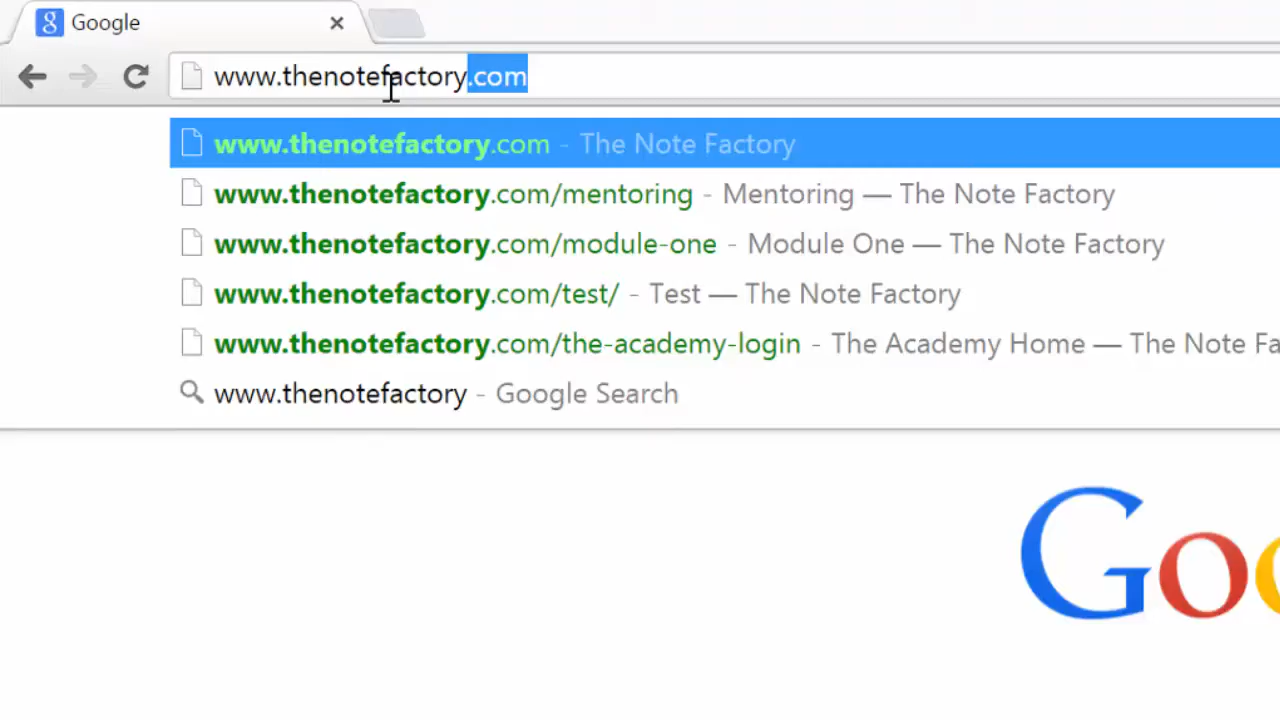 Google
www.thenotefactory.com
www.thenotefactory.com - The Note Factory
www.thenotefactory.com/mentoring - Mentoring — The Note Factory
www.thenotefactory.com/module-one - Module One — The Note Factory
www.thenotefactory.com/test/ - Test — The Note Factory
www.thenotefactory.com/the-academy-login - The Academy Home — The Note Fa
www.thenotefactory - Google Search
Goo